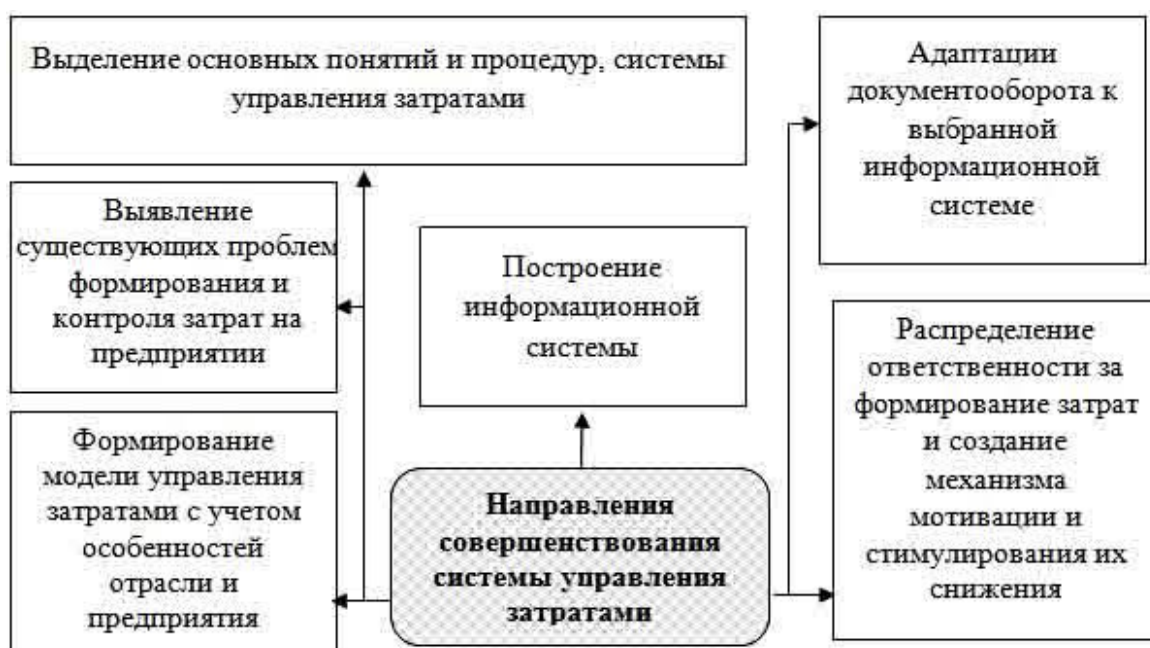 Выделение основных понятий и процедур, системы
управления затратами
Адаптации
документооборота к
выбранной
информационной
системе
Выявление
существующих проблем
формирования и
контроля затрат на
предприятии
Построение
информационной
системы
Распределение
ответственности за
формирование затрат
и создание
механизма
мотивации и
стимулирования их
снижения
Формирование
модели управления
затратами с учетом
особенностей
отрасли и
предприятия
Направления
совершенствования
системы управления
затратами